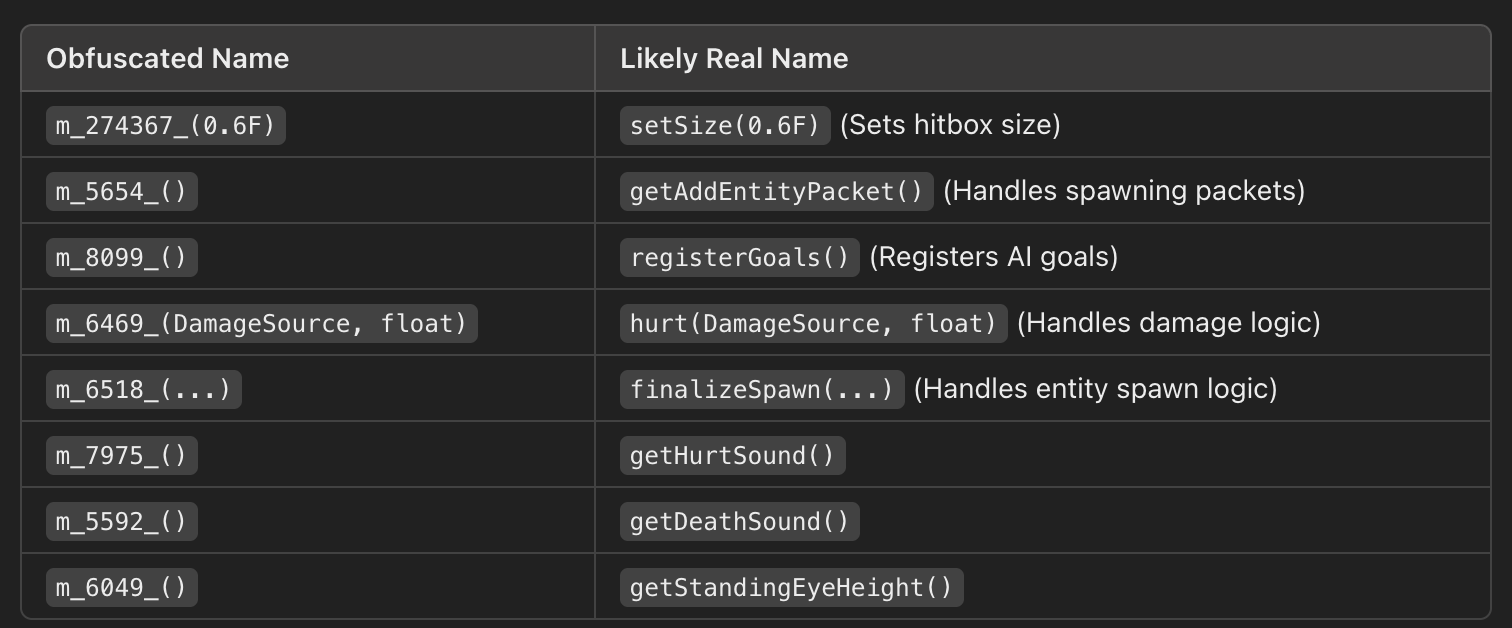 Obfuscated Name Likely Real Name
m_274367_(0.6F) setSize(0.6F) (Sets hitbox size)
m_5654_() getAddEntityPacket() (Handles spawning packets)
m_8099_() registerGoals() (Registers AI goals)
m_6469_(DamageSource, float) hurt(DamageSource, float) (Handles damage logic)
m_6518_(...) finalizeSpawn(...) (Handles entity spawn logic)
m_7975_() getHurtSound()
m_5592_() getDeathSound()
m_6049_() getStandingEyeHeight()